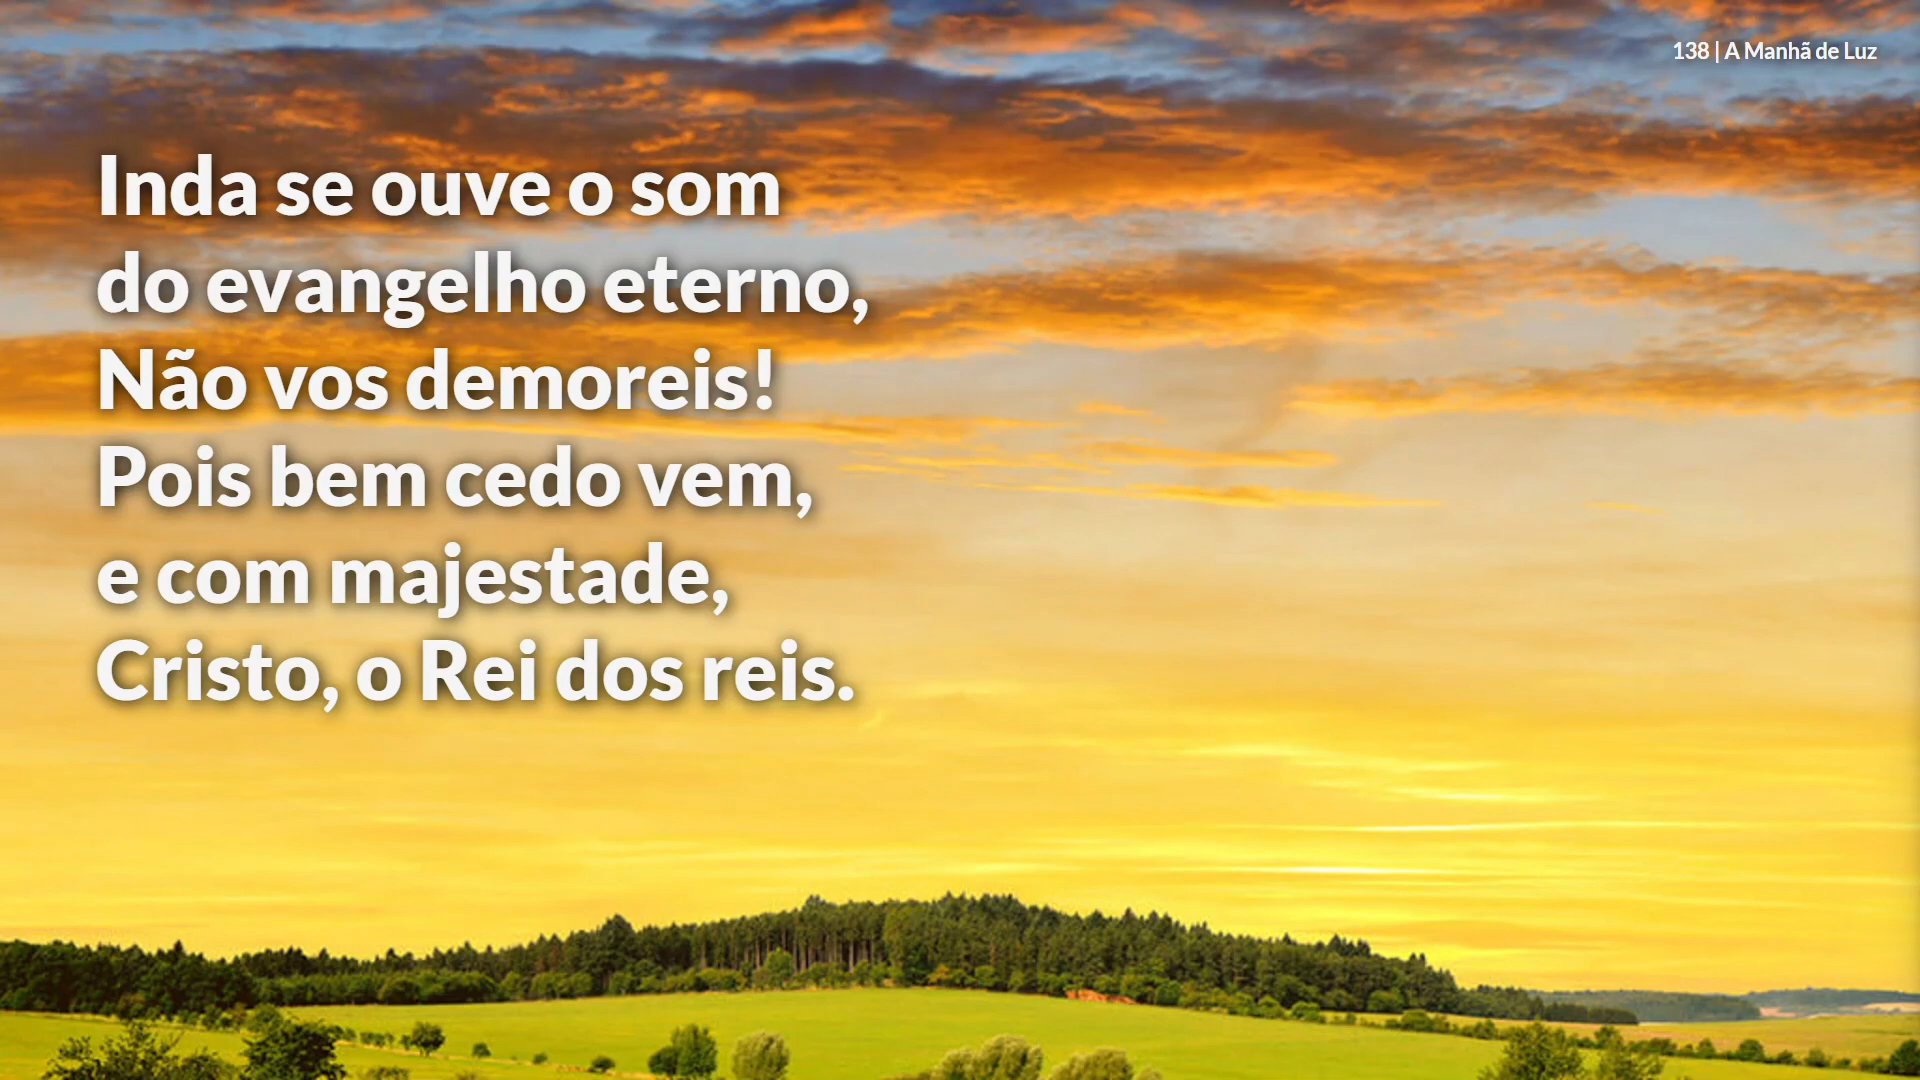 138 | A Manhã de Luz
Inda se ouve o som
do evangelho eterno,
Não vos demoreis!
Pois bem cedo vem,
e com majestade,
Cristo, o Rei dos reis.